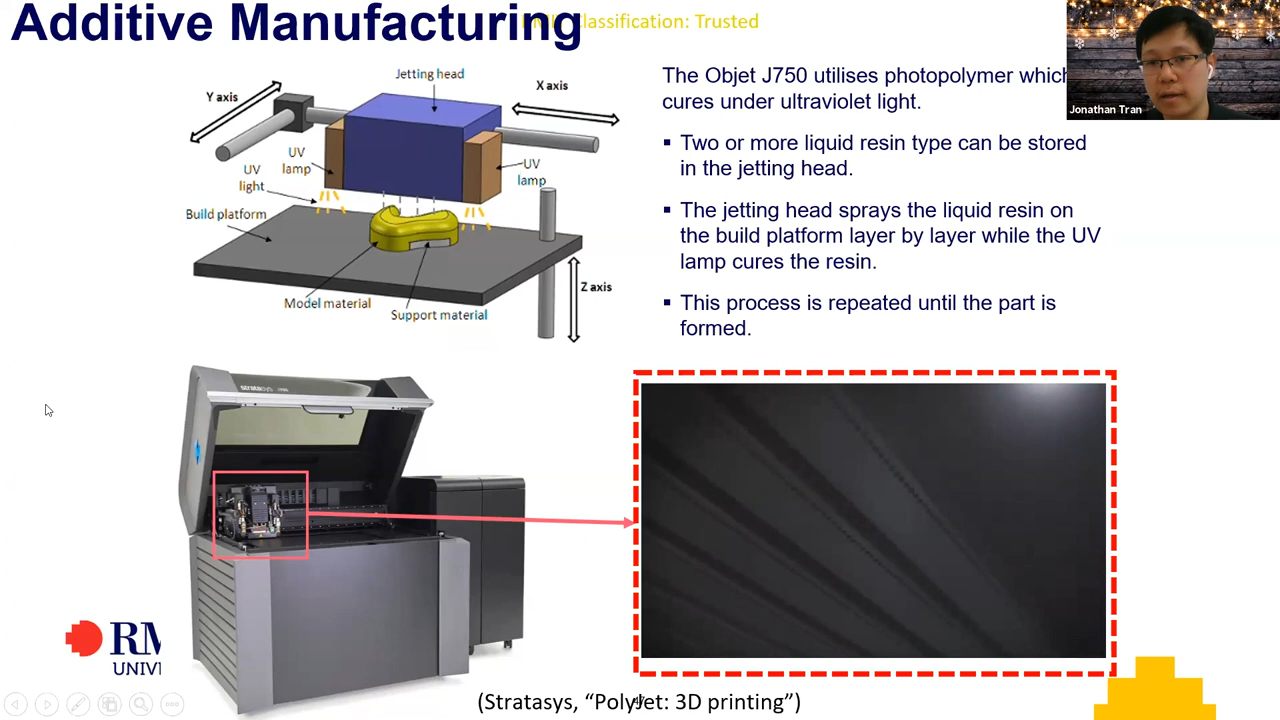 Additive Manufacturing
Classification: Trusted
Jonathan Tran
Jetting head
Y axis
X axis
UV
lamp
UV
light
UV
lamp
Build platform
Z axis
Model material
Support material
The Objet J750 utilises photopolymer which
cures under ultraviolet light.
▪ Two or more liquid resin type can be stored
in the jetting head.
▪ The jetting head sprays the liquid resin on
the build platform layer by layer while the UV
lamp cures the resin.
▪ This process is repeated until the part is
formed.
stratasys
RM
UNIVE
(Stratasys, “PolyJet: 3D printing”)